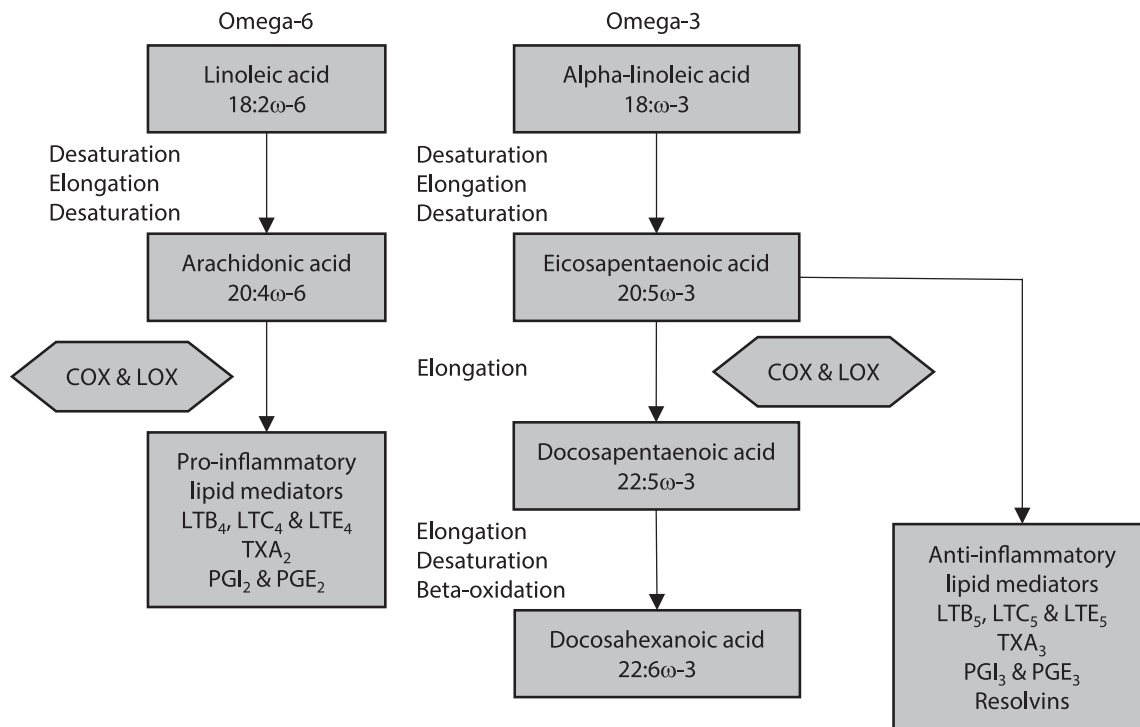 Omega-6
Linoleic acid
18:2ω-6
Desaturation
Elongation
Desaturation
Arachidonic acid
20:4ω-6
COX & LOX
Pro-inflammatory
lipid mediators
LTB₄, LTC₄ & LTE₄
TXA₂
PGI₂ & PGE₂
Omega-3
Alpha-linoleic acid
18:ω-3
Desaturation
Elongation
Desaturation
Eicosapentaenoic acid
20:5ω-3
Elongation
COX & LOX
Docosapentaenoic acid
22:5ω-3
Elongation
Desaturation
Beta-oxidation
Docosahexanoic acid
22:6ω-3
Anti-inflammatory
lipid mediators
LTB₅, LTC₅ & LTE₅
TXA₃
PGI₃ & PGE₃
Resolvins